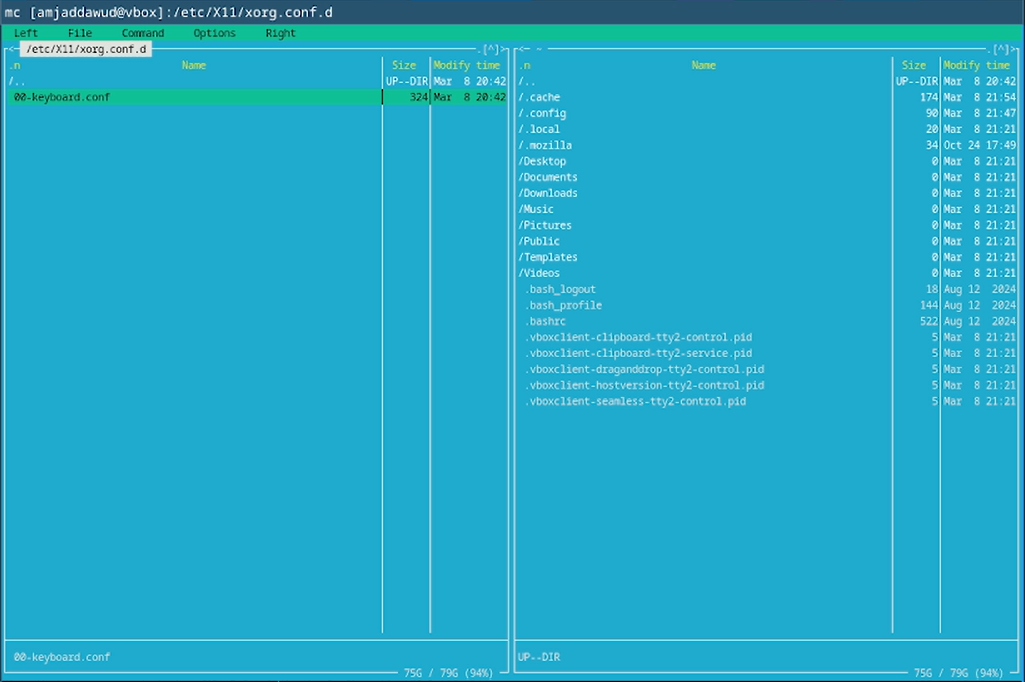 mc [amjaddawud@vbox]:/etc/X11/xorg.conf.d
Left File Command Options Right
<─ /etc/X11/xorg.conf.d .[^]>
.n Name Size Modify time
/.. UP--DIR Mar 8 20:42
00-keyboard.conf 324 Mar 8 20:42
00-keyboard.conf
75G / 79G (94%)
<─ ~ .[^]>
.n Name Size Modify time
/.. UP--DIR Mar 8 20:42
/.cache 174 Mar 8 21:54
/.config 90 Mar 8 21:47
/.local 20 Mar 8 21:21
/.mozilla 34 Oct 24 17:49
/Desktop 0 Mar 8 21:21
/Documents 0 Mar 8 21:21
/Downloads 0 Mar 8 21:21
/Music 0 Mar 8 21:21
/Pictures 0 Mar 8 21:21
/Public 0 Mar 8 21:21
/Templates 0 Mar 8 21:21
/Videos 0 Mar 8 21:21
.bash_logout 18 Aug 12 2024
.bash_profile 144 Aug 12 2024
.bashrc 522 Aug 12 2024
.vboxclient-clipboard-tty2-control.pid 5 Mar 8 21:21
.vboxclient-clipboard-tty2-service.pid 5 Mar 8 21:21
.vboxclient-draganddrop-tty2-control.pid 5 Mar 8 21:21
.vboxclient-hostversion-tty2-control.pid 5 Mar 8 21:21
.vboxclient-seamless-tty2-control.pid 5 Mar 8 21:21
UP--DIR
75G / 79G (94%)